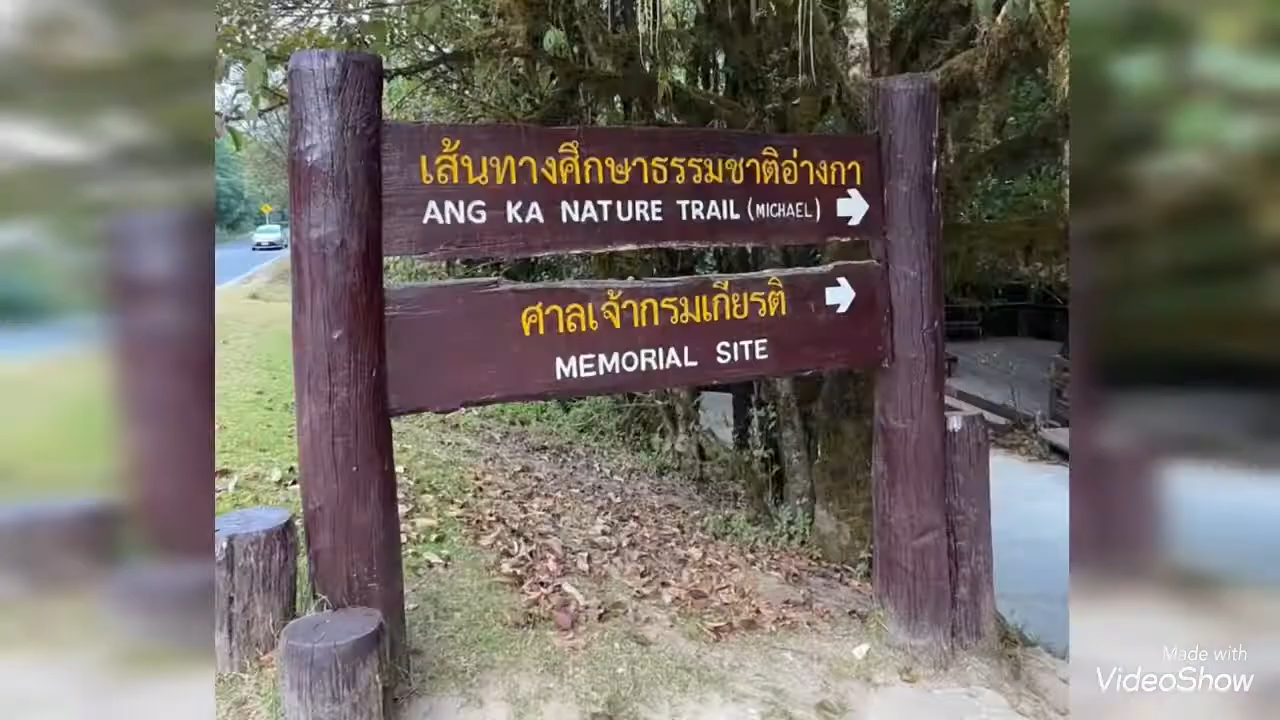 เส้นทางศึกษาธรรมชาติอ่างกา
ANG KA NATURE TRAIL (MICHAEL)
ศาลเจ้ากรมเกียรติ
MEMORIAL SITE
Made with
VideoShow